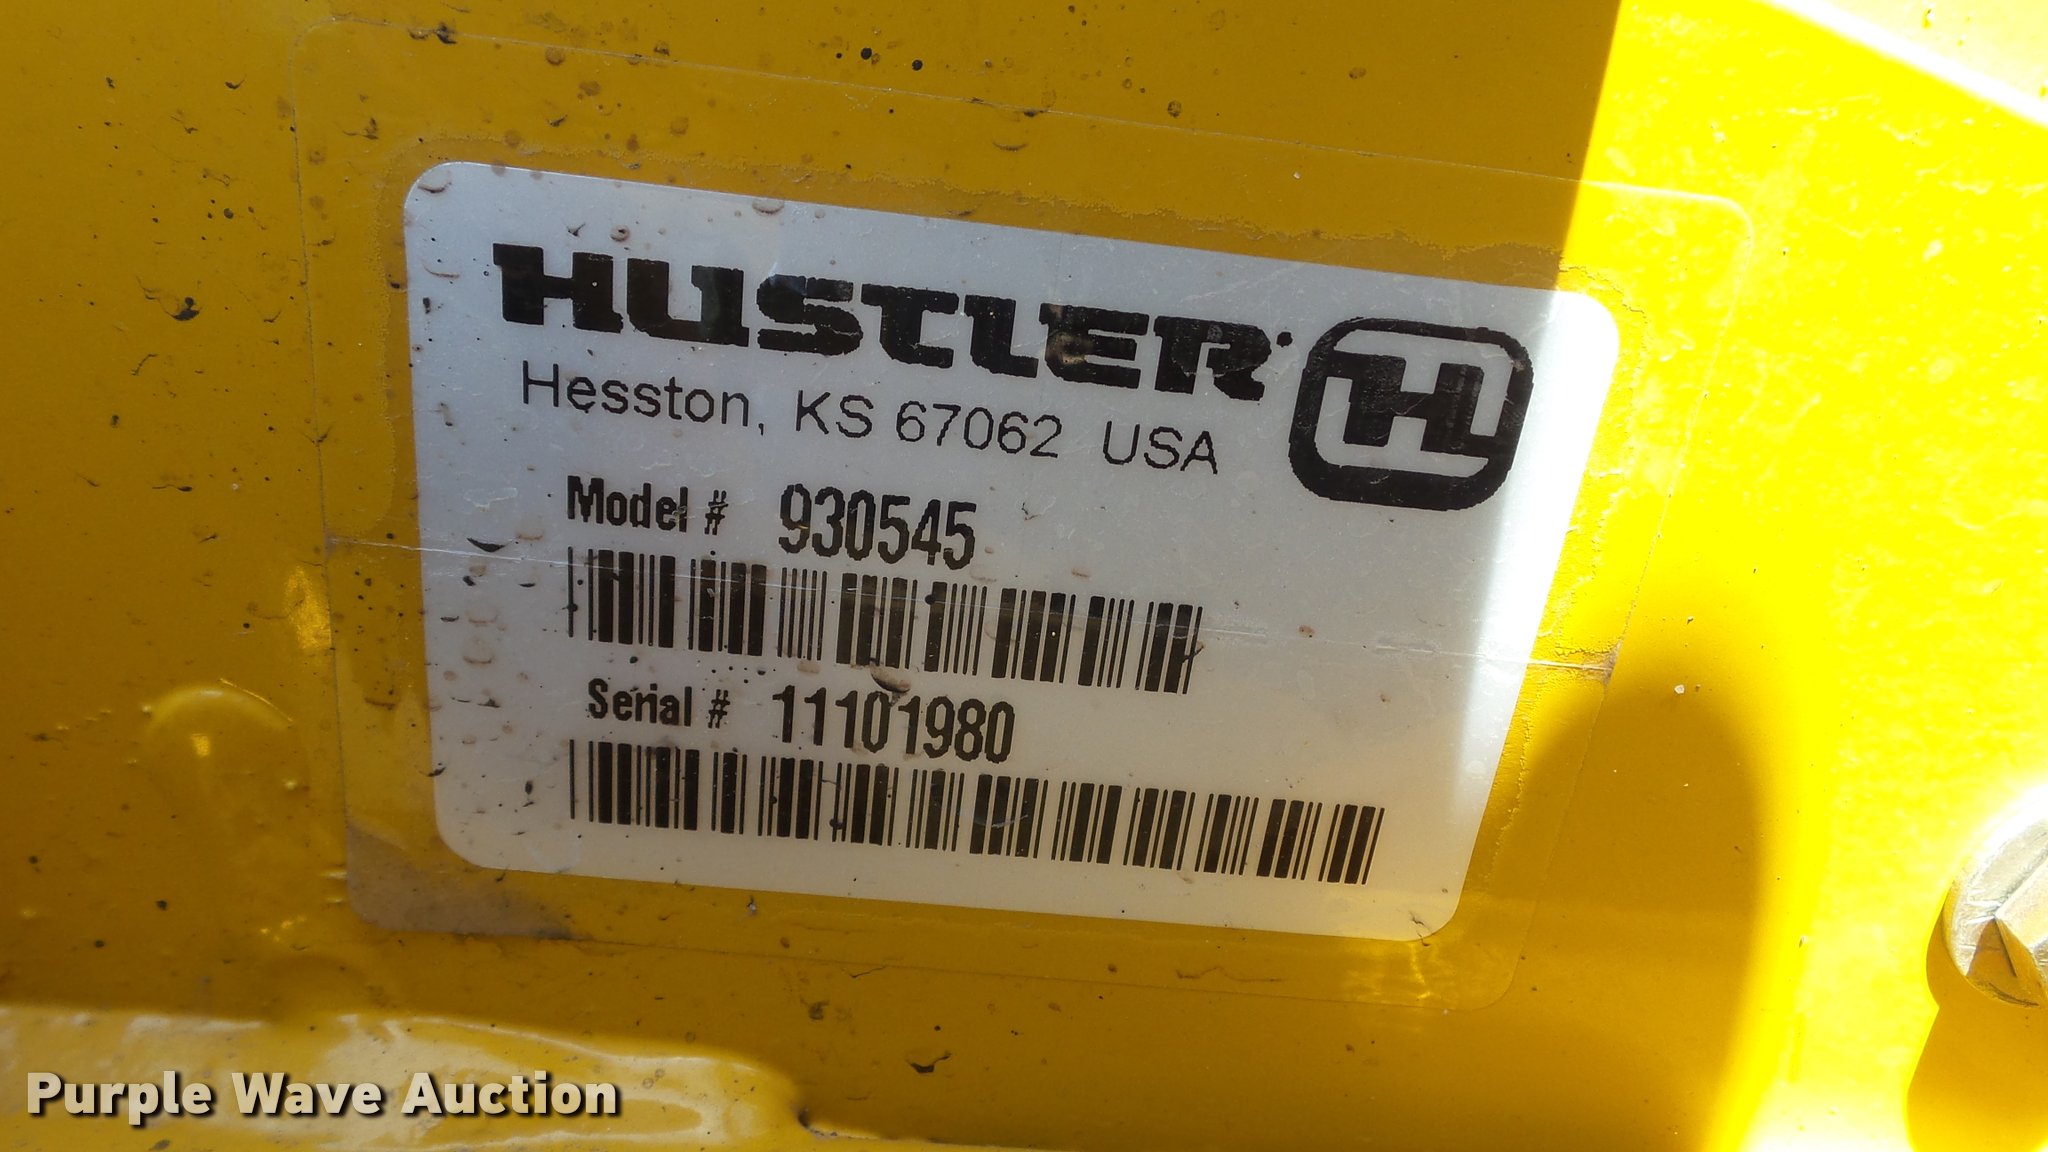 HUSTLER
H
Hesston, KS 67062 USA
Model # 930545
Serial # 11101980
Purple Wave Auction